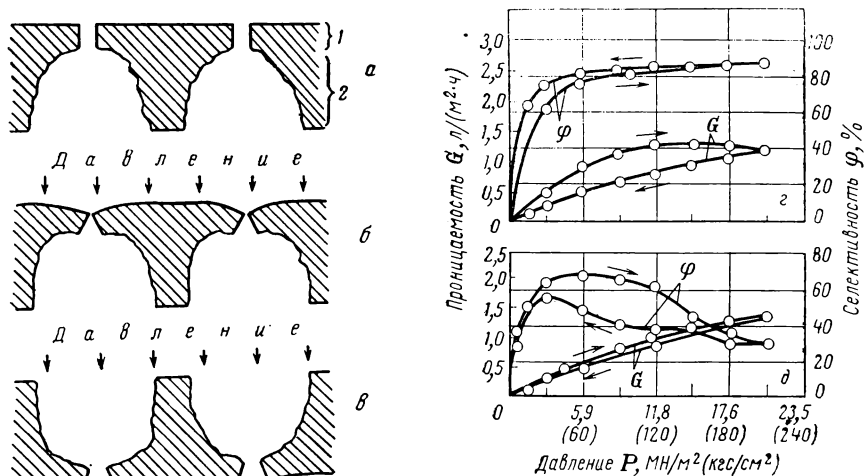 1
2
а
Давление
б
Давление
в
Проницаемость G, л/(м²·ч)
3,0
2,5
2,0
1,5
1,0
0,5
0
φ
G
г
100
80
60
40
20
0
Селективность φ, %
2,5
2,0
1,5
1,0
0,5
0
φ
G
д
80
60
40
20
0
5,9 11,8 17,6 23,5
(60) (120) (180) (240)
Давление P, МН/м² (кгс/см²)